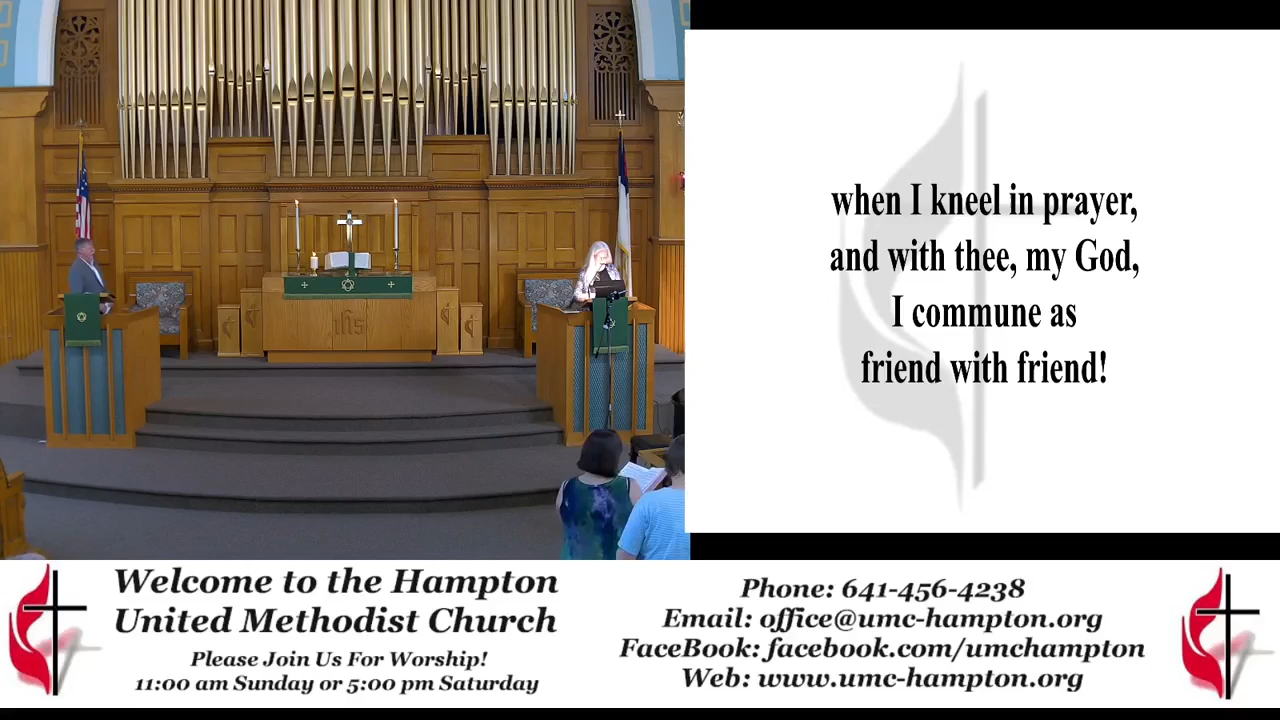 when I kneel in prayer,
and with thee, my God,
I commune as
friend with friend!
ihs
Welcome to the Hampton
United Methodist Church
Please Join Us For Worship!
11:00 am Sunday or 5:00 pm Saturday
Phone: 641-456-4238
Email: office@umc-hampton.org
FaceBook: facebook.com/umchampton
Web: www.umc-hampton.org